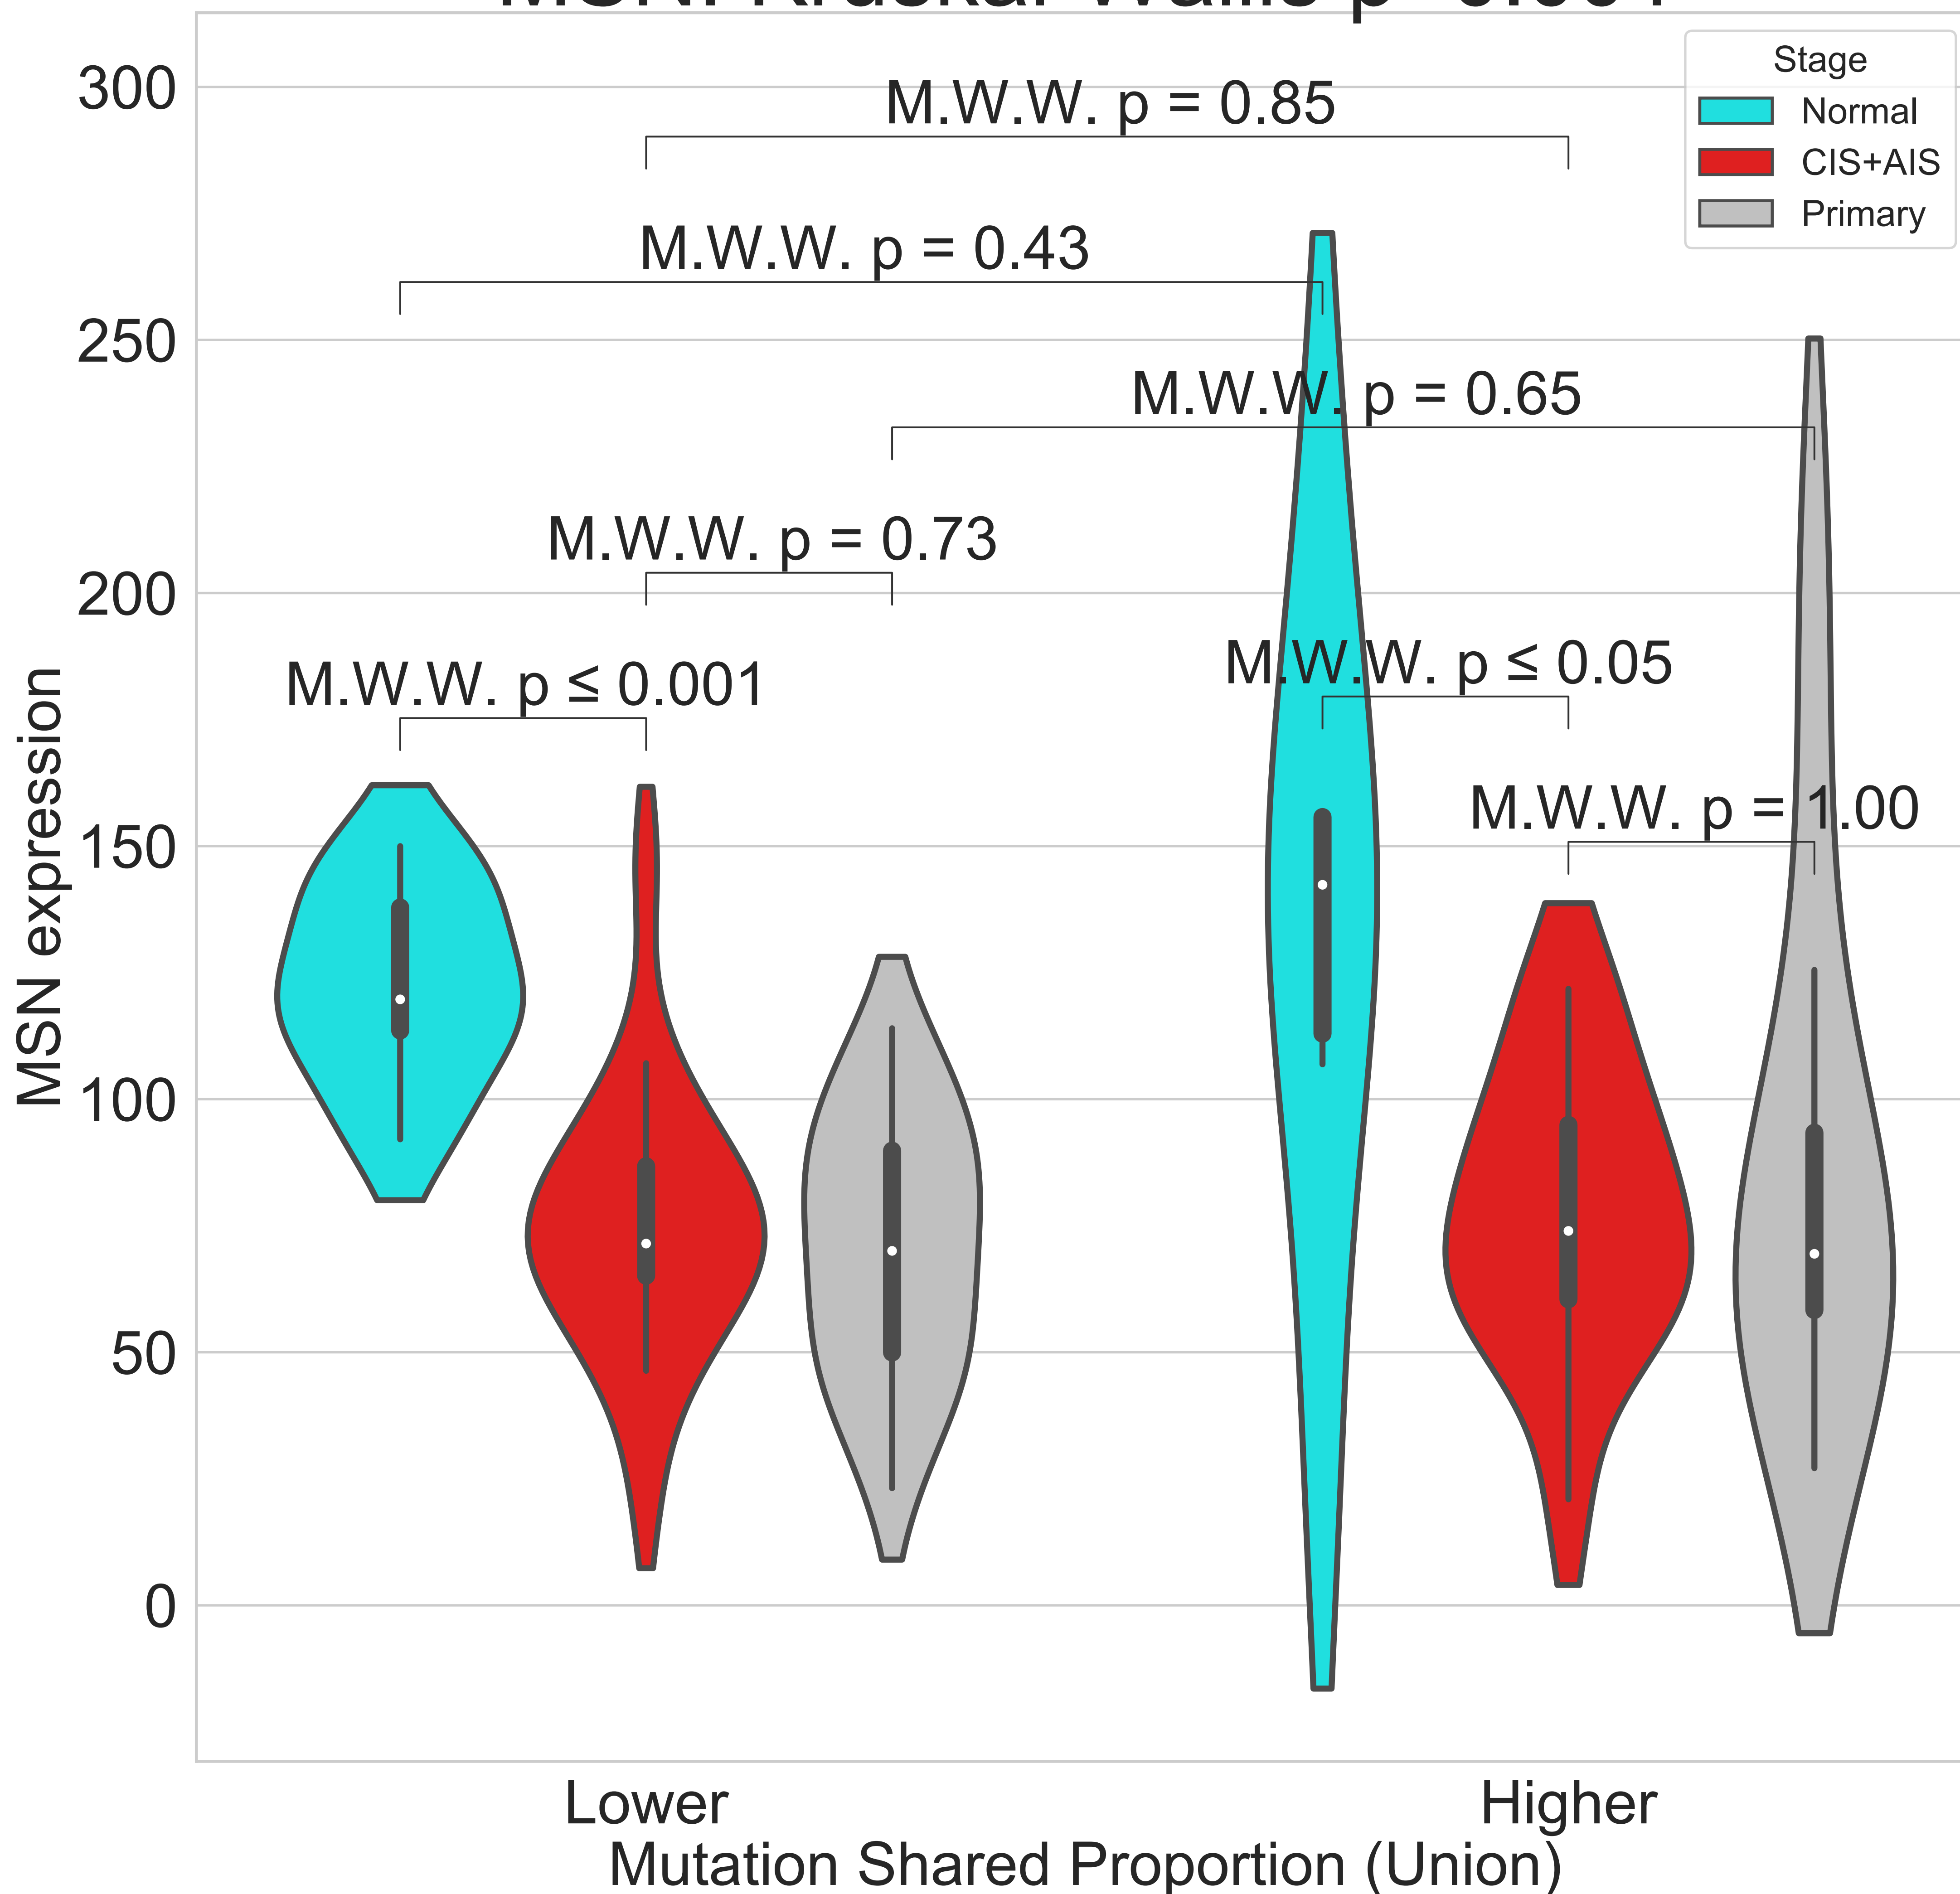 300
250
200
150
100
50
0
MSN expression
M.W.W. p = 0.85
M.W.W. p = 0.43
M.W.W. p = 0.65
M.W.W. p = 0.73
M.W.W. p ≤ 0.001
M.W.W. p ≤ 0.05
M.W.W. p = 1.00
Stage
Normal
CIS+AIS
Primary
Lower
Higher
Mutation Shared Proportion (Union)